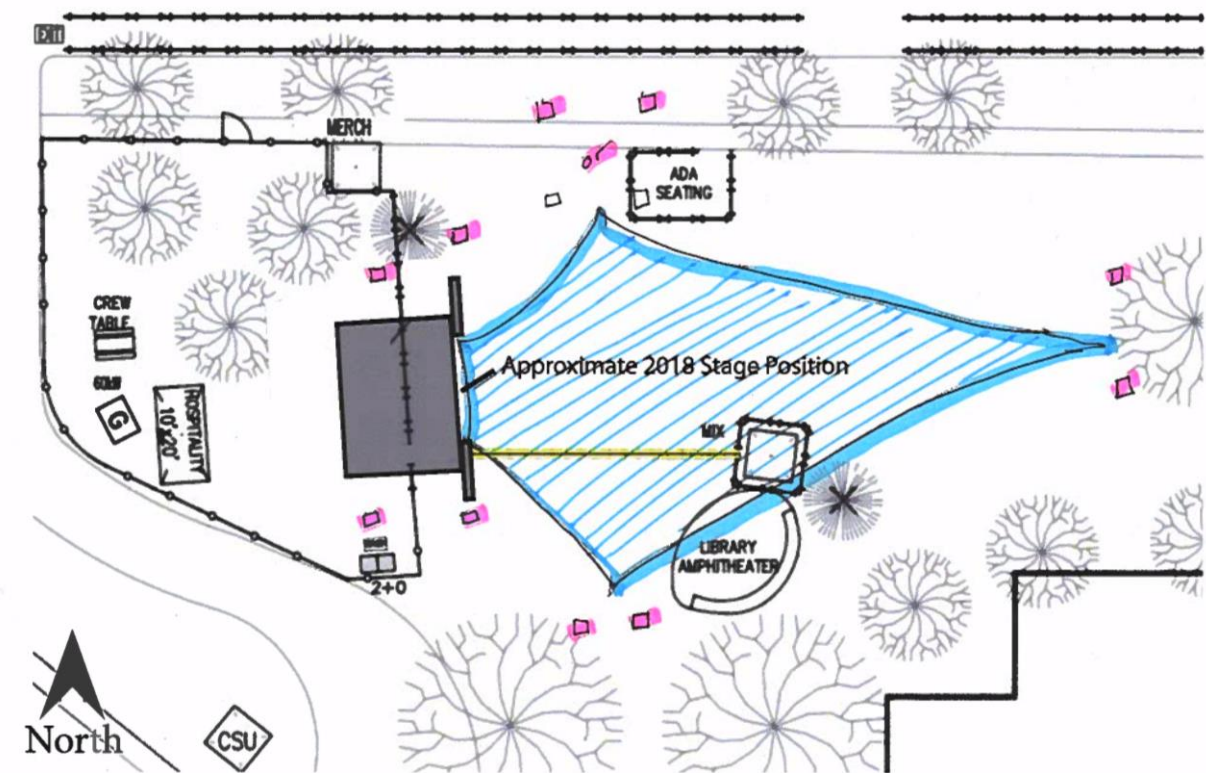 EXIT
MERCH
ADA
SEATING
CREW
TABLE
Approximate 2018 Stage Position
G
HOSPITALITY
10'x20'
MIX
LIBRARY
AMPHITHEATER
2+0
North
CSU